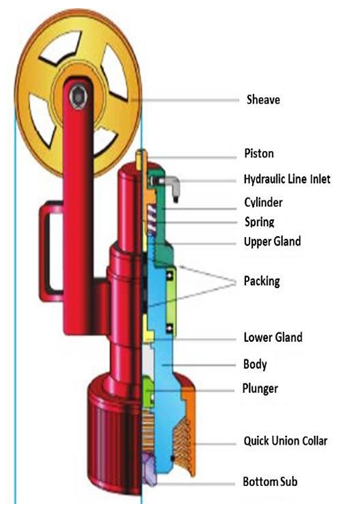 Sheave
Piston
Hydraulic Line Inlet
Cylinder
Spring
Upper Gland
Packing
Lower Gland
Body
Plunger
Quick Union Collar
Bottom Sub